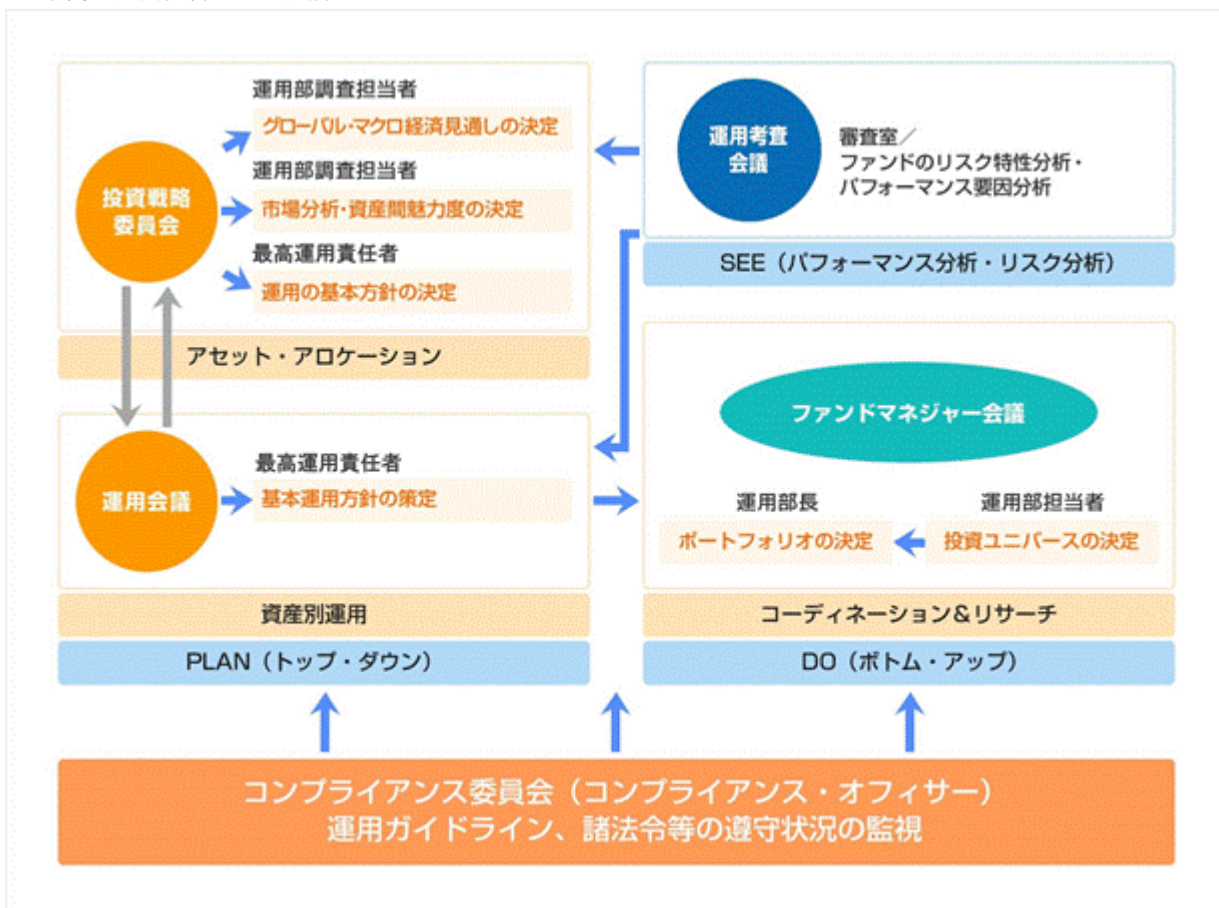 運用部調査担当者
グローバル・マクロ経済見通しの決定
運用部調査担当者
市場分析・資産間魅力度の決定
最高運用責任者
運用の基本方針の決定
投資戦略
委員会
アセット・アロケーション
運用考査
会議
審査室／
ファンドのリスク特性分析・
パフォーマンス要因分析
SEE（パフォーマンス分析・リスク分析）
運用会議
最高運用責任者
基本運用方針の策定
資産別運用
PLAN（トップ・ダウン）
ファンドマネジャー会議
運用部長
ポートフォリオの決定
運用部担当者
投資ユニバースの決定
コーディネーション＆リサーチ
DO（ボトム・アップ）
コンプライアンス委員会（コンプライアンス・オフィサー）
運用ガイドライン、諸法令等の遵守状況の監視